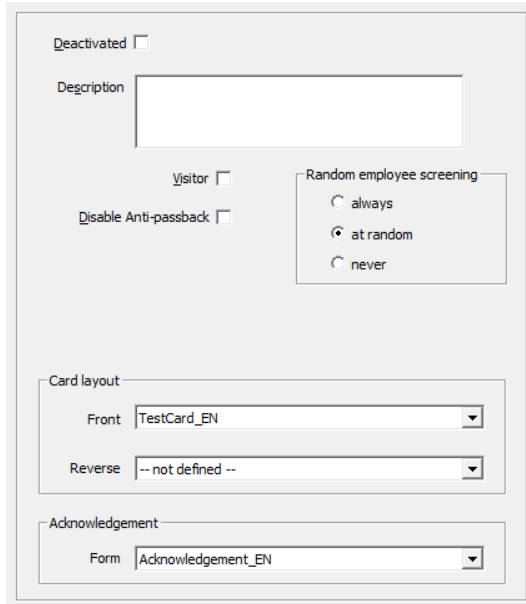 Deactivated
Description
Visitor
Random employee screening
always
Disable Anti-passback
at random
never
Card layout
Front TestCard_EN
Reverse -- not defined --
Acknowledgement
Form Acknowledgement_EN